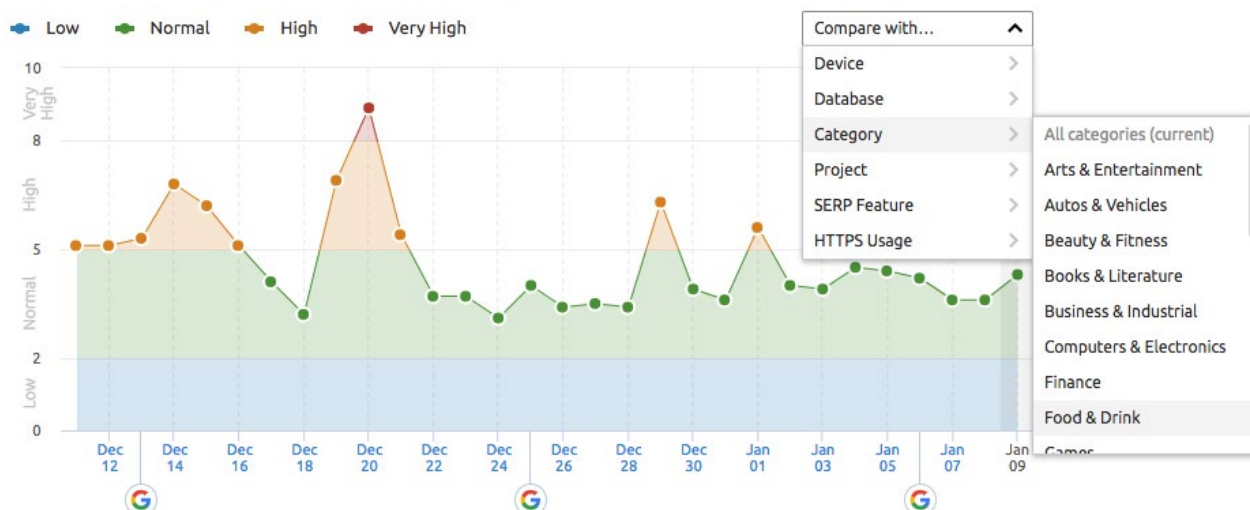 Low Normal High Very High
Compare with...
Device
Database
Category
Project
SERP Feature
HTTPS Usage
All categories (current)
Arts & Entertainment
Autos & Vehicles
Beauty & Fitness
Books & Literature
Business & Industrial
Computers & Electronics
Finance
Food & Drink
Games
10
Very
High
8
High
5
Normal
2
Low
0
Dec Dec Dec Dec Dec Dec Dec Dec Dec Dec Jan Jan Jan Jan Jan
12 14 16 18 20 22 24 26 28 30 01 03 05 07 09
G G G